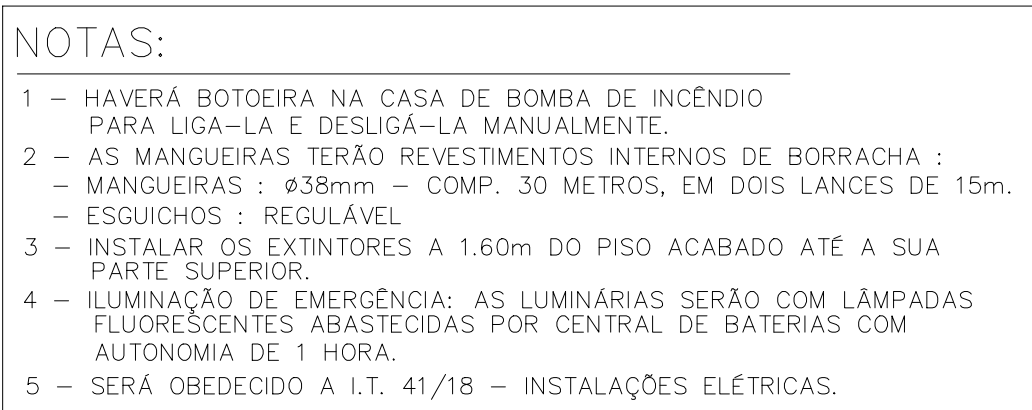 NOTAS:
1 – HAVERÁ BOTOEIRA NA CASA DE BOMBA DE INCÊNDIO
PARA LIGA–LA E DESLIGÁ–LA MANUALMENTE.
2 – AS MANGUEIRAS TERÃO REVESTIMENTOS INTERNOS DE BORRACHA :
– MANGUEIRAS : ø38mm – COMP. 30 METROS, EM DOIS LANCES DE 15m.
– ESGUICHOS : REGULÁVEL
3 – INSTALAR OS EXTINTORES A 1.60m DO PISO ACABADO ATÉ A SUA
PARTE SUPERIOR.
4 – ILUMINAÇÃO DE EMERGÊNCIA: AS LUMINÁRIAS SERÃO COM LÂMPADAS
FLUORESCENTES ABASTECIDAS POR CENTRAL DE BATERIAS COM
AUTONOMIA DE 1 HORA.
5 – SERÁ OBEDECIDO A I.T. 41/18 – INSTALAÇÕES ELÉTRICAS.